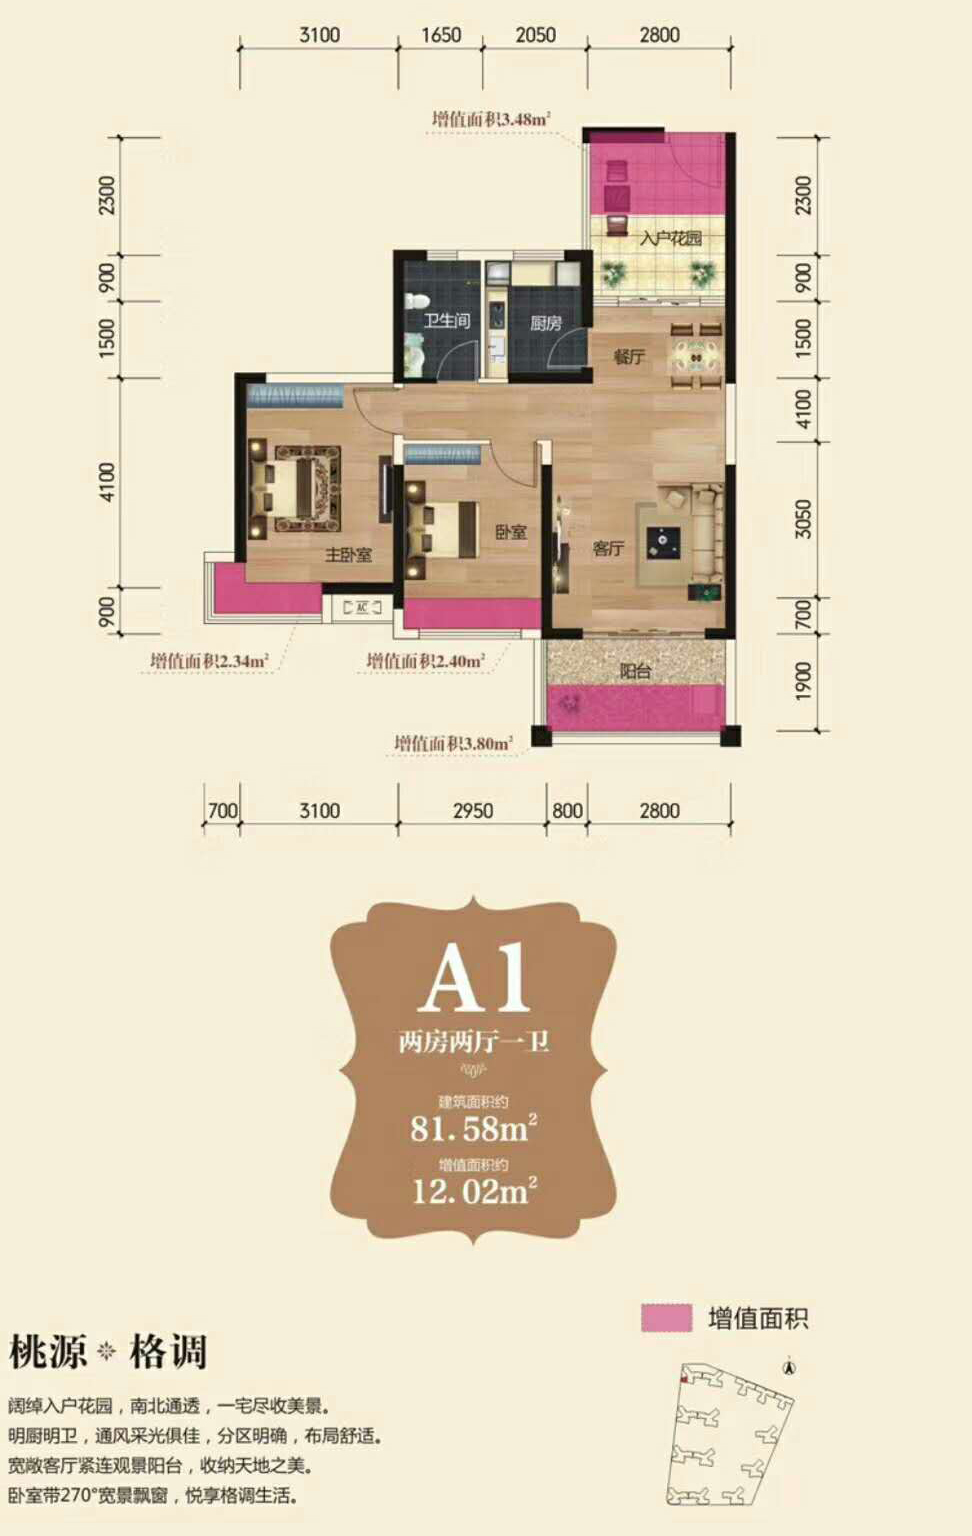 3100 1650 2050 2800
增值面积3.48m²
2300 2300
入户花园
900 900
卫生间 厨房
1500 1500
餐厅
4100
4100
3050
卧室
主卧室
客厅
AC
900 700
增值面积2.34m² 增值面积2.40m²
阳台
1900
增值面积3.80m²
700 3100 2950 800 2800
A1
两房两厅一卫
建筑面积约
81.58m²
增值面积约
12.02m²
增值面积
桃源 格调
阔绰入户花园，南北通透，一宅尽收美景。
明厨明卫，通风采光俱佳，分区明确，布局舒适。
宽敞客厅紧连观景阳台，收纳天地之美。
卧室带270°宽景飘窗，悦享格调生活。